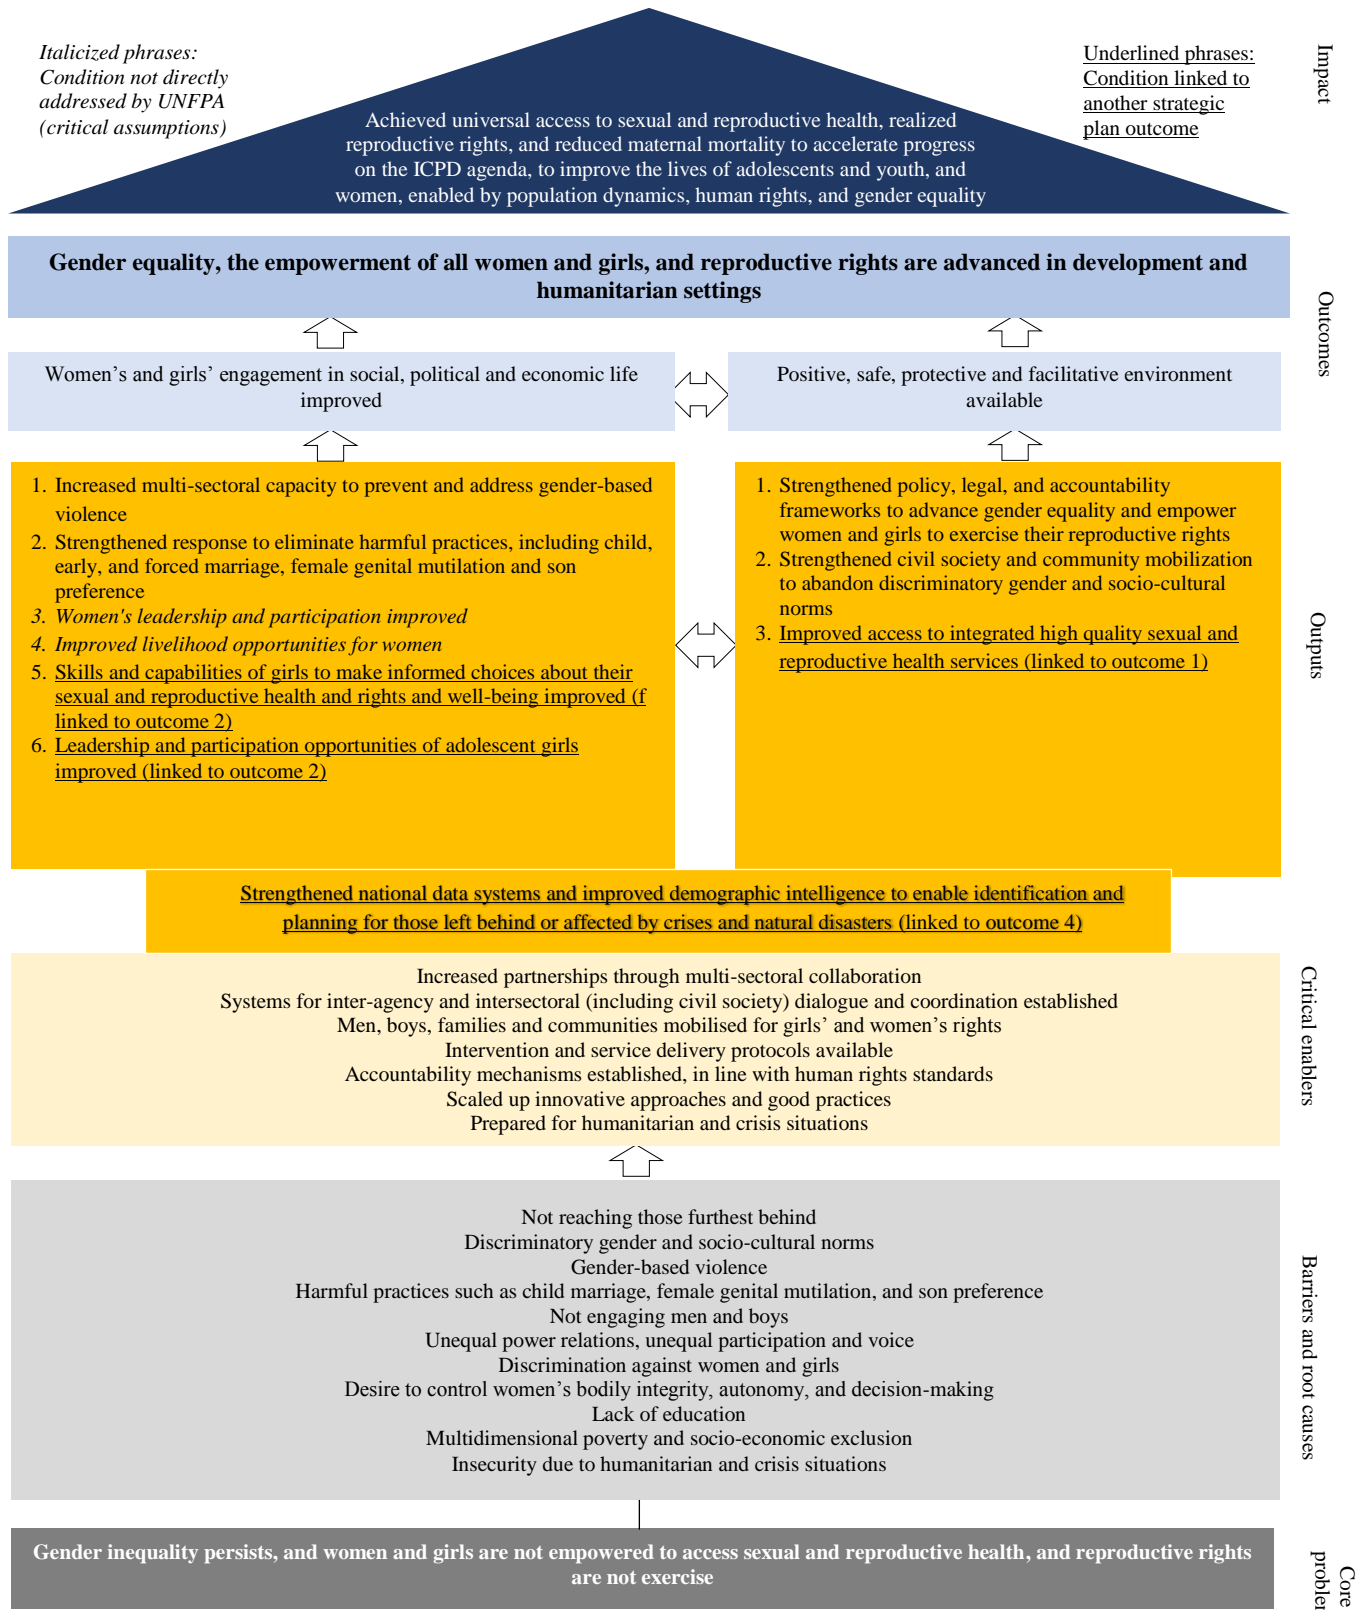 Italicized phrases:
Condition not directly
addressed by UNFPA
(critical assumptions)
Underlined phrases:
Condition linked to
another strategic
plan outcome
Impact
Achieved universal access to sexual and reproductive health, realized
reproductive rights, and reduced maternal mortality to accelerate progress
on the ICPD agenda, to improve the lives of adolescents and youth, and
women, enabled by population dynamics, human rights, and gender equality
Gender equality, the empowerment of all women and girls, and reproductive rights are advanced in development and
humanitarian settings
Outcomes
Women's and girls' engagement in social, political and economic life
improved
Positive, safe, protective and facilitative environment
available
1. Increased multi-sectoral capacity to prevent and address gender-based
violence
2. Strengthened response to eliminate harmful practices, including child,
early, and forced marriage, female genital mutilation and son
preference
3. Women's leadership and participation improved
4. Improved livelihood opportunities for women
5. Skills and capabilities of girls to make informed choices about their
sexual and reproductive health and rights and well-being improved (f
linked to outcome 2)
6. Leadership and participation opportunities of adolescent girls
improved (linked to outcome 2)
1. Strengthened policy, legal, and accountability
frameworks to advance gender equality and empower
women and girls to exercise their reproductive rights
2. Strengthened civil society and community mobilization
to abandon discriminatory gender and socio-cultural
norms
3. Improved access to integrated high quality sexual and
reproductive health services (linked to outcome 1)
Outputs
Strengthened national data systems and improved demographic intelligence to enable identification and
planning for those left behind or affected by crises and natural disasters (linked to outcome 4)
Increased partnerships through multi-sectoral collaboration
Systems for inter-agency and intersectoral (including civil society) dialogue and coordination established
Men, boys, families and communities mobilised for girls' and women's rights
Intervention and service delivery protocols available
Accountability mechanisms established, in line with human rights standards
Scaled up innovative approaches and good practices
Prepared for humanitarian and crisis situations
Critical enablers
Not reaching those furthest behind
Discriminatory gender and socio-cultural norms
Gender-based violence
Harmful practices such as child marriage, female genital mutilation, and son preference
Not engaging men and boys
Unequal power relations, unequal participation and voice
Discrimination against women and girls
Desire to control women's bodily integrity, autonomy, and decision-making
Lack of education
Multidimensional poverty and socio-economic exclusion
Insecurity due to humanitarian and crisis situations
Barriers and root causes
Gender inequality persists, and women and girls are not empowered to access sexual and reproductive health, and reproductive rights
are not exercise
Core